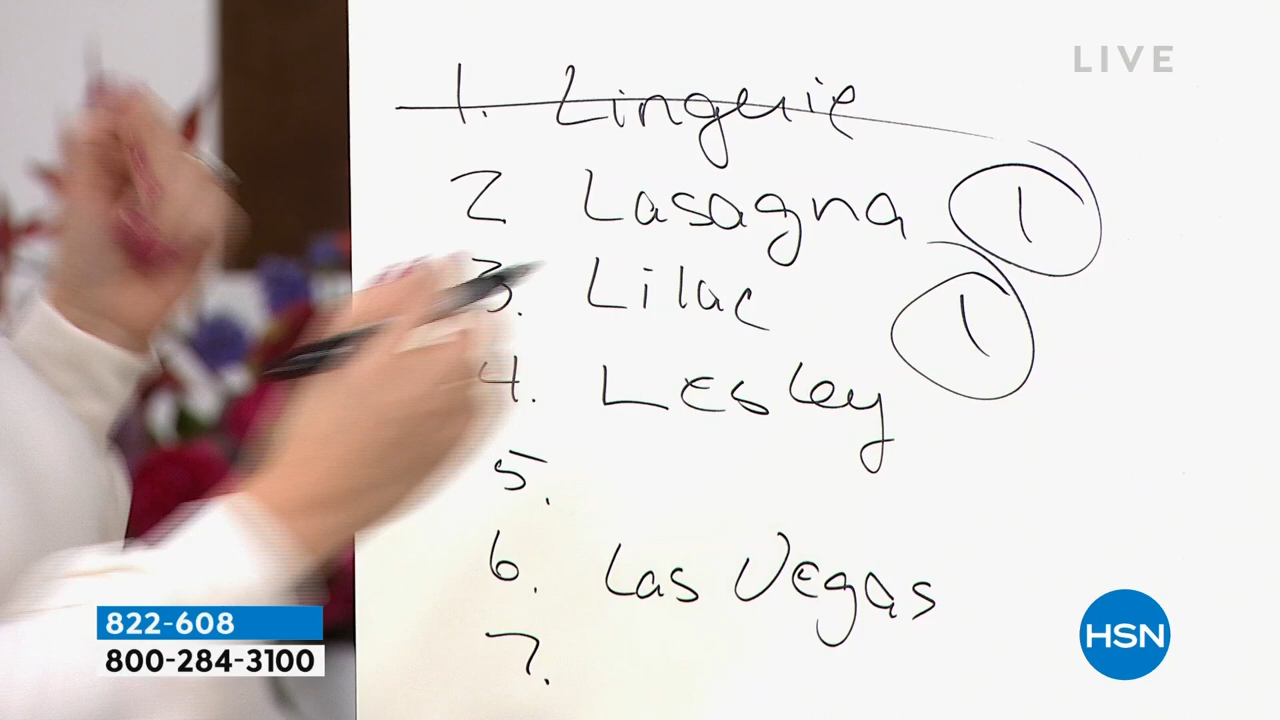 LIVE
1. Lingerie
2 Lasagna 1
3. Lilac 1
4. Lesley
5.
6. Las Vegas
7.
822-608
800-284-3100
HSN